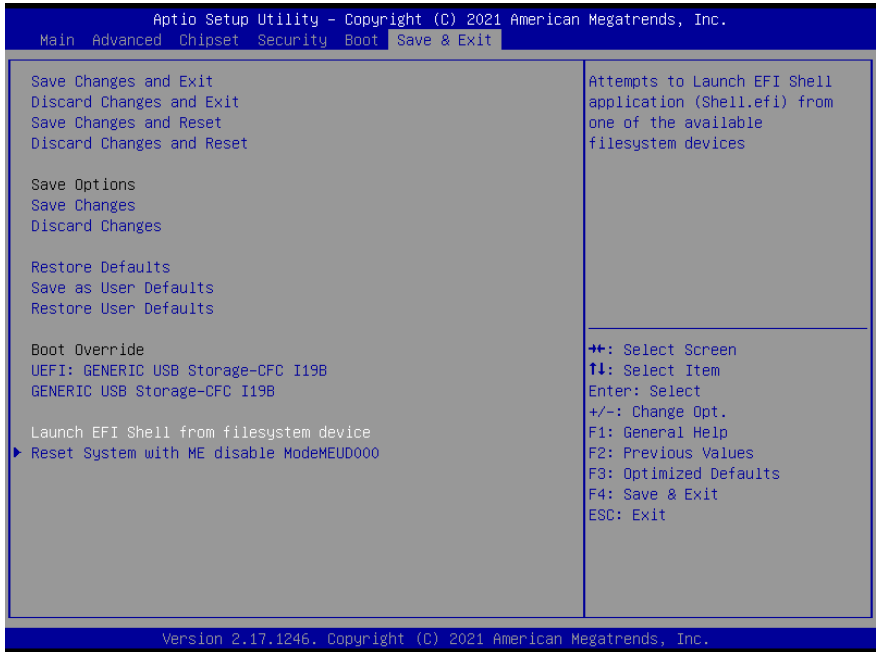 Aptio Setup Utility – Copyright (C) 2021 American Megatrends, Inc.
Main Advanced Chipset Security Boot Save & Exit
Save Changes and Exit
Discard Changes and Exit
Save Changes and Reset
Discard Changes and Reset
Save Options
Save Changes
Discard Changes
Restore Defaults
Save as User Defaults
Restore User Defaults
Boot Override
UEFI: GENERIC USB Storage-CFC I19B
GENERIC USB Storage-CFC I19B
Launch EFI Shell from filesystem device
Reset System with ME disable ModeMEUD000
Attempts to Launch EFI Shell
application (Shell.efi) from
one of the available
filesystem devices
→←: Select Screen
↑↓: Select Item
Enter: Select
+/-: Change Opt.
F1: General Help
F2: Previous Values
F3: Optimized Defaults
F4: Save & Exit
ESC: Exit
Version 2.17.1246. Copyright (C) 2021 American Megatrends, Inc.